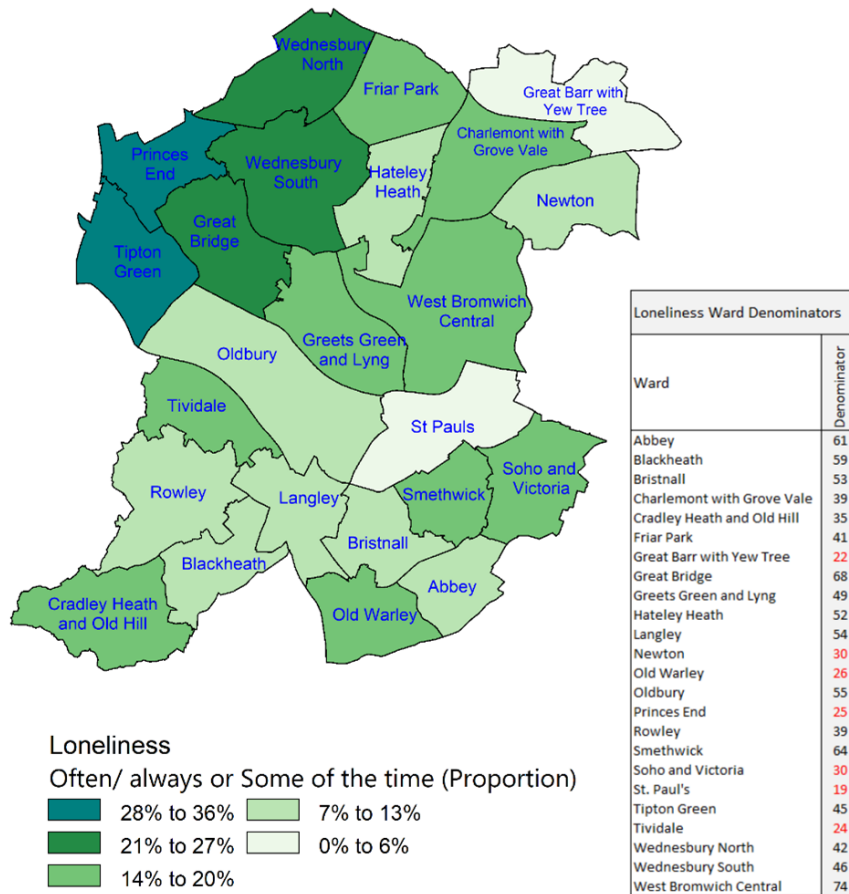 Wednesbury
North
Friar Park
Great Barr with
Yew Tree
Charlemont with
Grove Vale
Princes
End
Wednesbury
South
Hateley
Heath
Newton
Great
Bridge
Tipton
Green
West Bromwich
Central
Greets Green
and Lyng
Oldbury
Tividale
St Pauls
Soho and
Victoria
Smethwick
Rowley
Langley
Bristnall
Blackheath
Abbey
Cradley Heath
and Old Hill
Old Warley
Loneliness
Often/ always or Some of the time (Proportion)
28% to 36%
7% to 13%
21% to 27%
0% to 6%
14% to 20%
Loneliness Ward Denominators
Ward Denominator
Abbey 61
Blackheath 59
Bristnall 53
Charlemont with Grove Vale 39
Cradley Heath and Old Hill 35
Friar Park 41
Great Barr with Yew Tree 22
Great Bridge 68
Greets Green and Lyng 49
Hateley Heath 52
Langley 54
Newton 30
Old Warley 26
Oldbury 55
Princes End 25
Rowley 39
Smethwick 64
Soho and Victoria 30
St. Paul's 19
Tipton Green 45
Tividale 24
Wednesbury North 42
Wednesbury South 46
West Bromwich Central 74